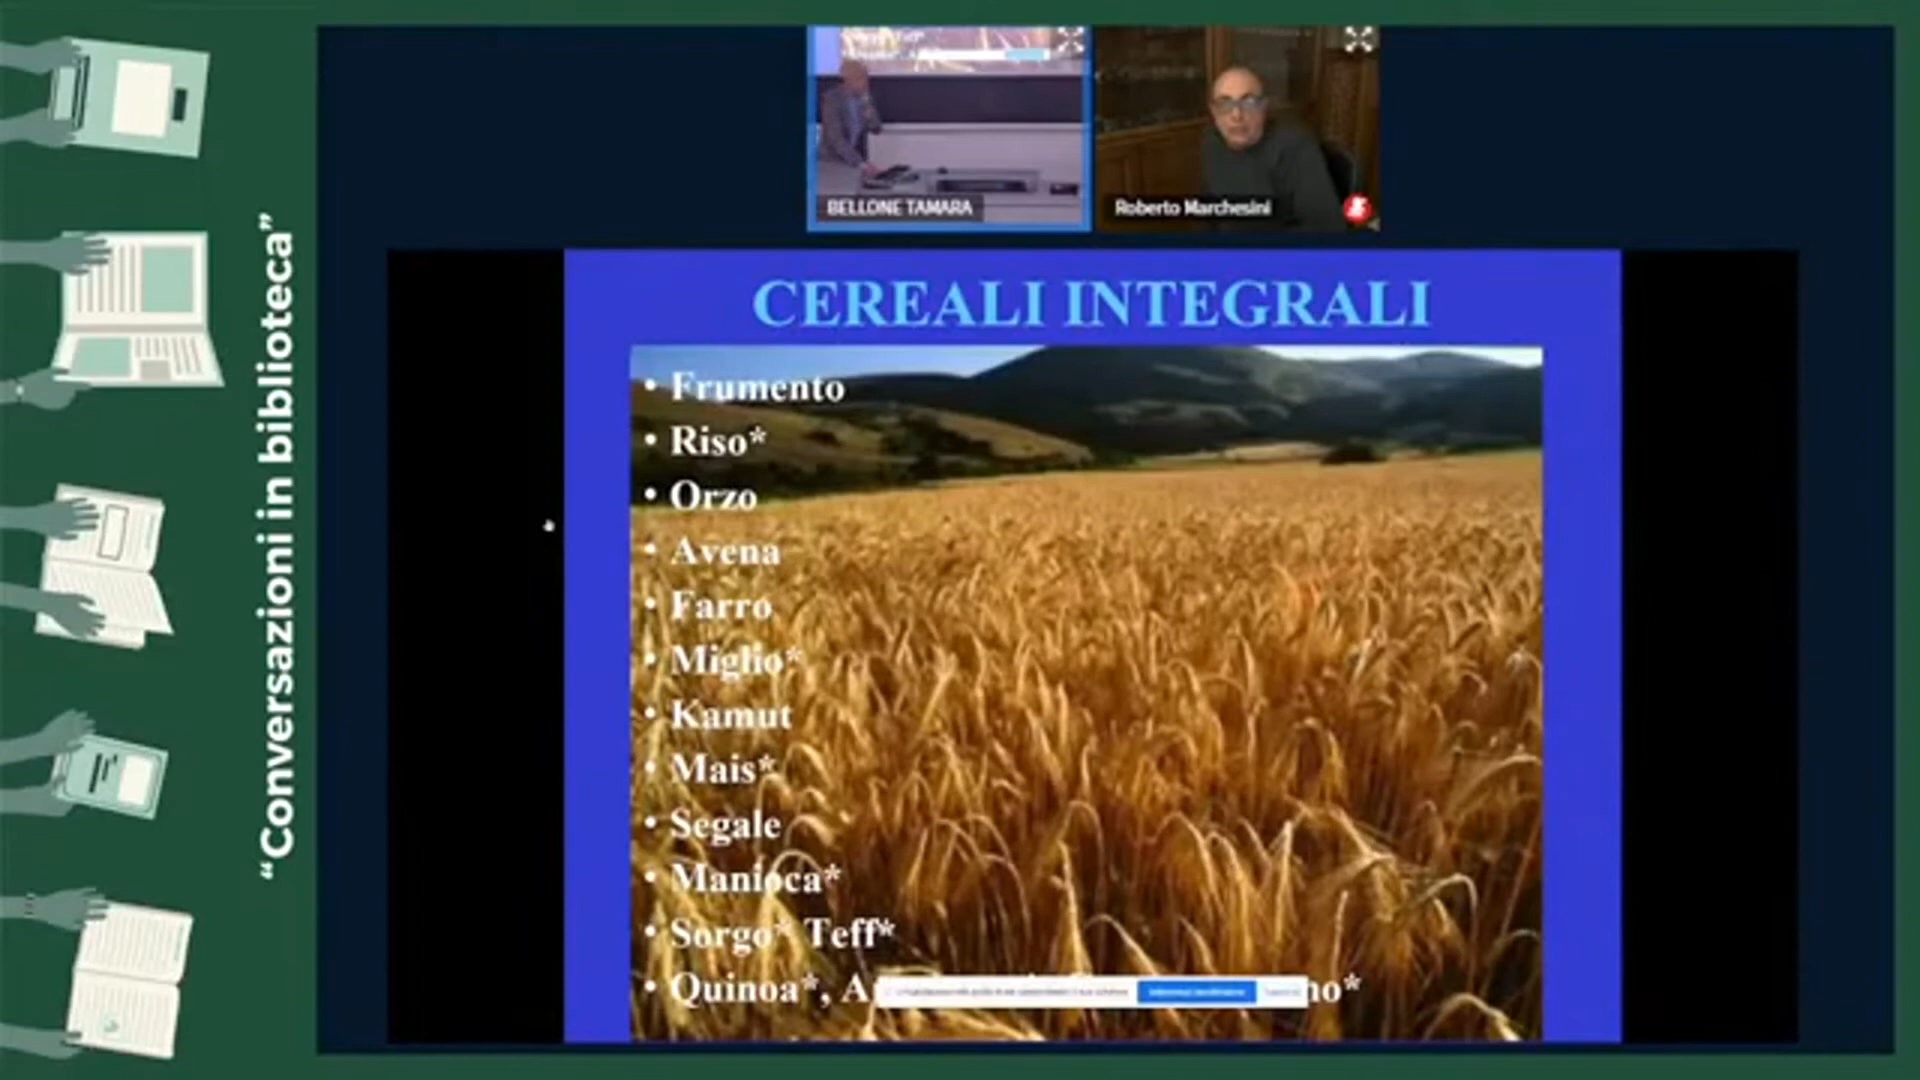 “Conversazioni in biblioteca”
BELLONE TAMARA
Roberto Marchesini
CEREALI INTEGRALI
• Frumento
• Riso*
• Orzo
• Avena
• Farro
• Miglio*
• Kamut
• Mais*
• Segale
• Manioca*
• Sorgo* Teff*
• Quinoa*,